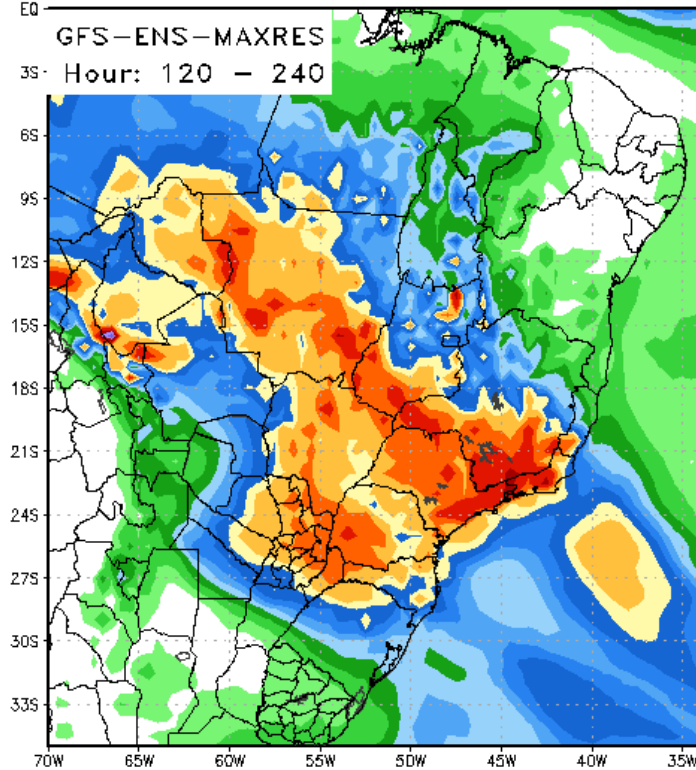 EQ
GFS-ENS-MAXRES
Hour: 120 - 240
3S
6S
9S
12S
15S
18S
21S
24S
27S
30S
33S
70W 65W 60W 55W 50W 45W 40W 35W